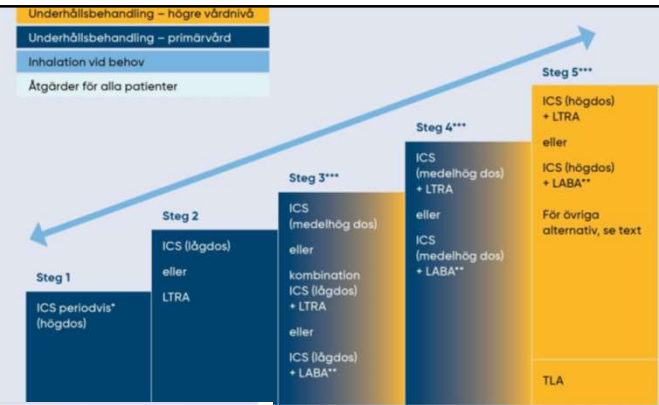 Underhållsbehandling – högre vårdnivå
Underhållsbehandling – primärvård
Inhalation vid behov
Åtgärder för alla patienter
Steg 1
ICS periodvis*
(högdos)
Steg 2
ICS (lågdos)
eller
LTRA
Steg 3***
ICS
(medelhög dos)
eller
kombination
ICS (lågdos)
+ LTRA
eller
ICS (lågdos)
+ LABA**
Steg 4***
ICS
(medelhög dos)
+ LTRA
eller
ICS
(medelhög dos)
+ LABA**
Steg 5***
ICS (högdos)
+ LTRA
eller
ICS (högdos)
+ LABA**
För övriga
alternativ, se text
TLA